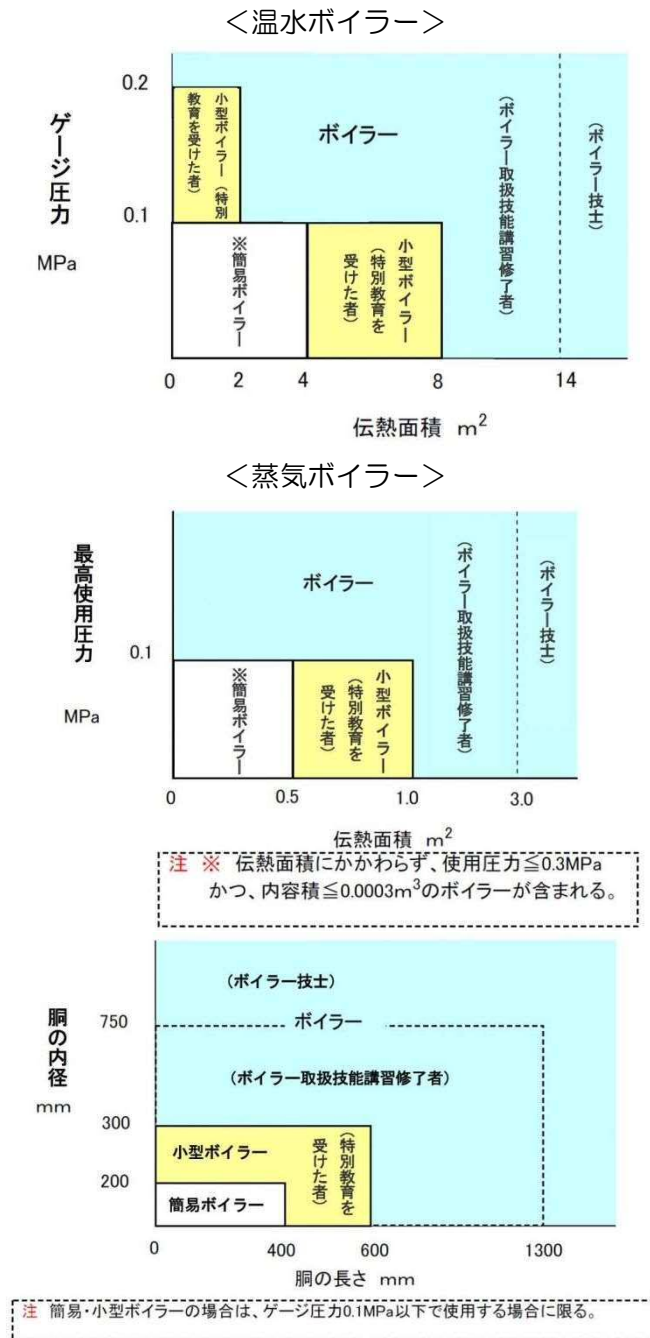 ＜温水ボイラー＞
ゲージ圧力
MPa
0.2
0.1
小型ボイラー（特別
教育を受けた者）
ボイラー
（ボイラー取扱技能講習修了者）
（ボイラー技士）
※簡易ボイラー
小型ボイラー
（特別教育を
受けた者）
0 2 4 8 14
伝熱面積 m²
＜蒸気ボイラー＞
最高使用圧力
MPa
0.1
ボイラー
（ボイラー取扱技能講習修了者）
（ボイラー技士）
※簡易ボイラー
小型ボイラー
（特別教育を
受けた者）
0 0.5 1.0 3.0
伝熱面積 m²
注 ※ 伝熱面積にかかわらず、使用圧力≦0.3MPa
かつ、内容積≦0.0003m³のボイラーが含まれる。
胴の内径
mm
（ボイラー技士）
750
ボイラー
（ボイラー取扱技能講習修了者）
300
小型ボイラー
（特別教育を
受けた者）
200
簡易ボイラー
0 400 600 1300
胴の長さ mm
注 簡易・小型ボイラーの場合は、ゲージ圧力0.1MPa以下で使用する場合に限る。